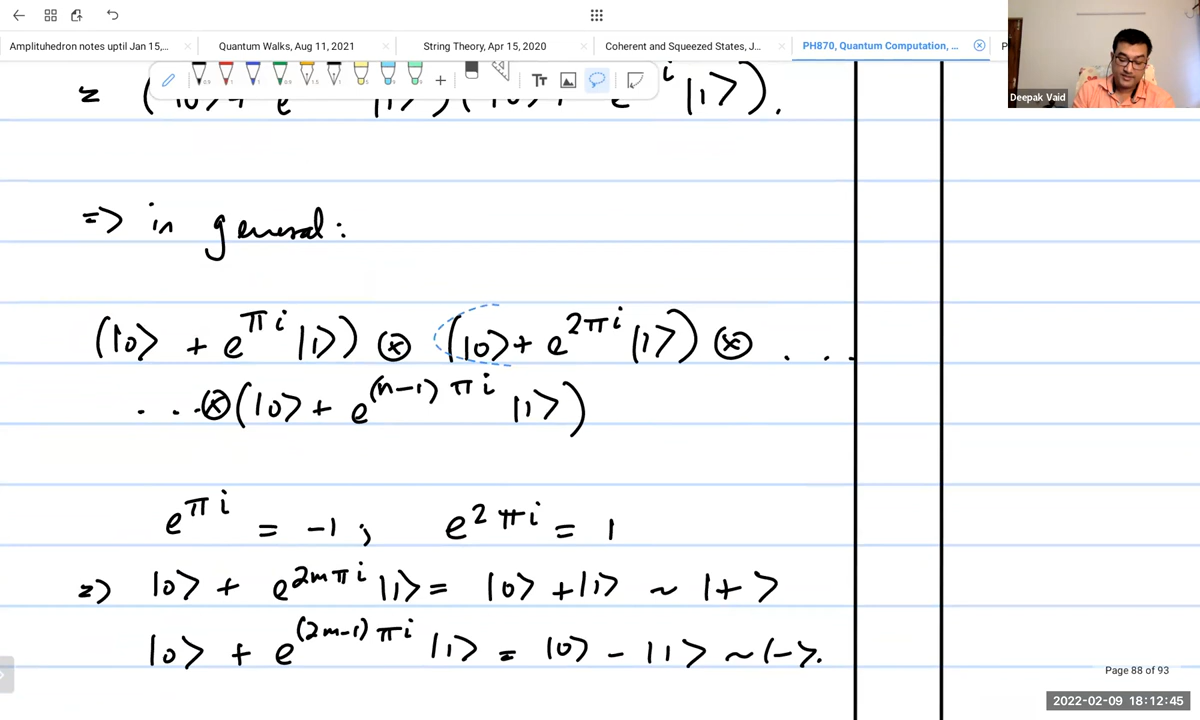 Amplituhedron notes uptil Jan 15,... Quantum Walks, Aug 11, 2021 String Theory, Apr 15, 2020 Coherent and Squeezed States, J... PH870, Quantum Computation, ... P
Tt
Deepak Vaid
=> in general:
(|0> + e^{πi} |1>) ⊗ (|0> + e^{2πi} |1>) ⊗ . . .
. . . ⊗ (|0> + e^{(n-1)πi} |1>)
e^{πi} = -1 ; e^{2πi} = 1
=> |0> + e^{2mπi} |1> = |0> + |1> ~ |+>
|0> + e^{(2m-1)πi} |1> = |0> - |1> ~ |->.
Page 88 of 93
2022-02-09 18:12:45